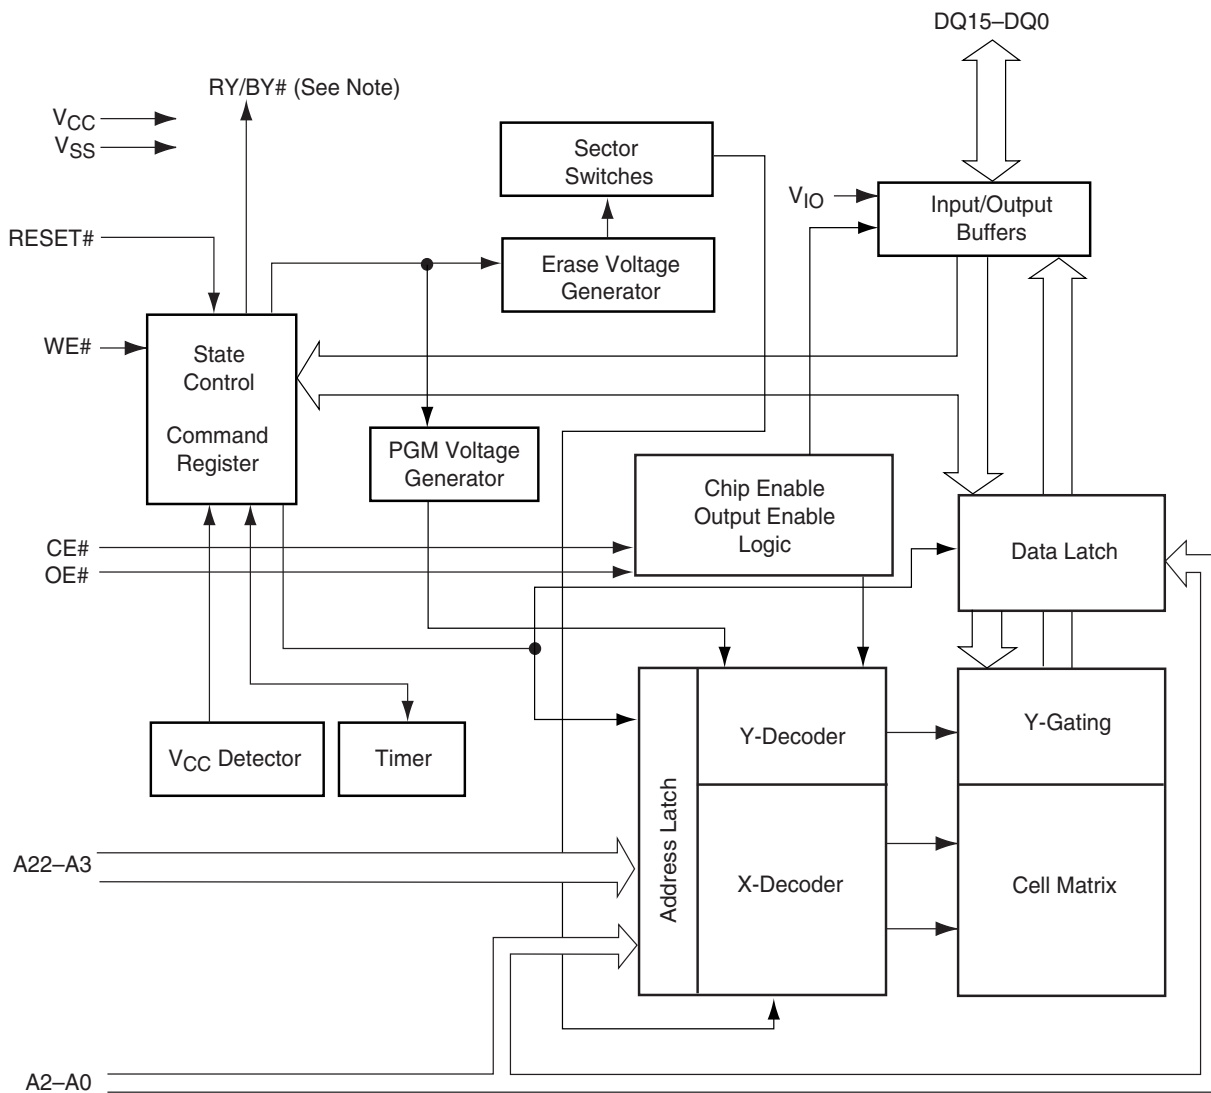 DQ15–DQ0
RY/BY# (See Note)
VCC
VSS
Sector
Switches
VIO
Input/Output
Buffers
RESET#
Erase Voltage
Generator
WE#
State
Control
Command
Register
PGM Voltage
Generator
Chip Enable
Output Enable
Logic
CE#
OE#
Data Latch
VCC Detector
Timer
Y-Decoder
Y-Gating
Address Latch
A22–A3
X-Decoder
Cell Matrix
A2–A0